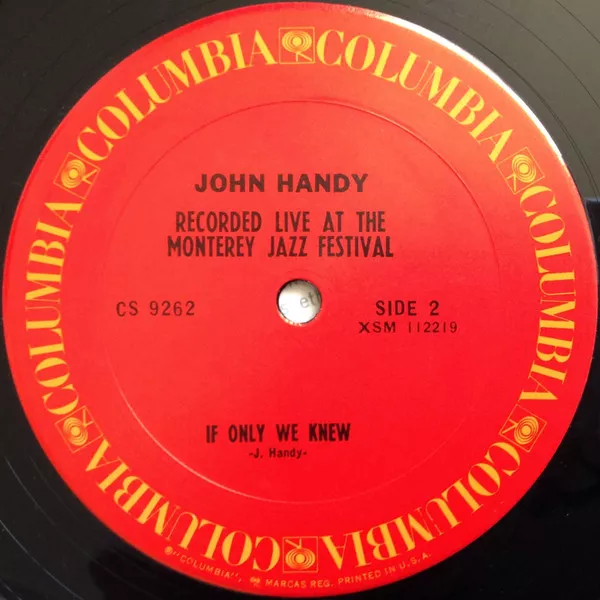 COLUMBIA COLUMBIA COLUMBIA COLUMBIA COLUMBIA COLUMBIA
JOHN HANDY
RECORDED LIVE AT THE
MONTEREY JAZZ FESTIVAL
CS 9262
SIDE 2
XSM 112219
et
IF ONLY WE KNEW
-J. Handy-
©"COLUMBIA", MARCAS REG. PRINTED IN U.S.A.